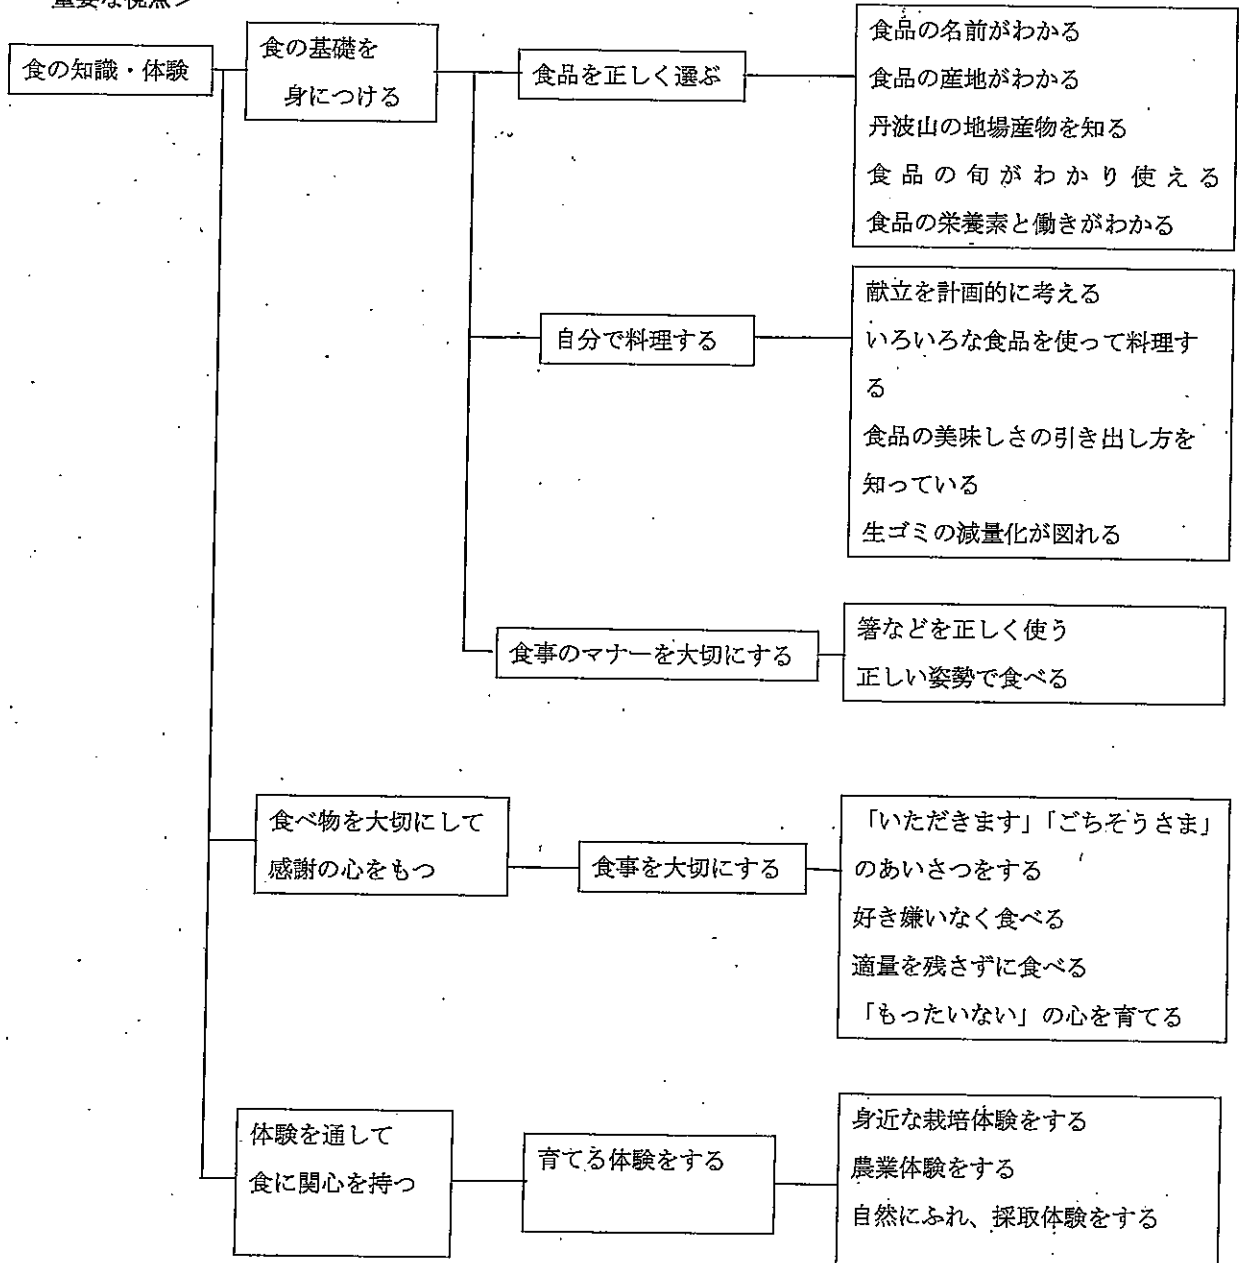 重要な視点＞
食の知識・体験
食の基礎を
身につける
食品を正しく選ぶ
食品の名前がわかる
食品の産地がわかる
丹波山の地場産物を知る
食品の旬がわかり使える
食品の栄養素と働きがわかる
自分で料理する
献立を計画的に考える
いろいろな食品を使って料理す
る
食品の美味しさの引き出し方を
知っている
生ゴミの減量化が図れる
食事のマナーを大切にする
箸などを正しく使う
正しい姿勢で食べる
食べ物を大切にして
感謝の心をもつ
食事を大切にする
「いただきます」「ごちそうさま」
のあいさつをする
好き嫌いなく食べる
適量を残さずに食べる
「もったいない」の心を育てる
体験を通して
食に関心を持つ
育てる体験をする
身近な栽培体験をする
農業体験をする
自然にふれ、採取体験をする